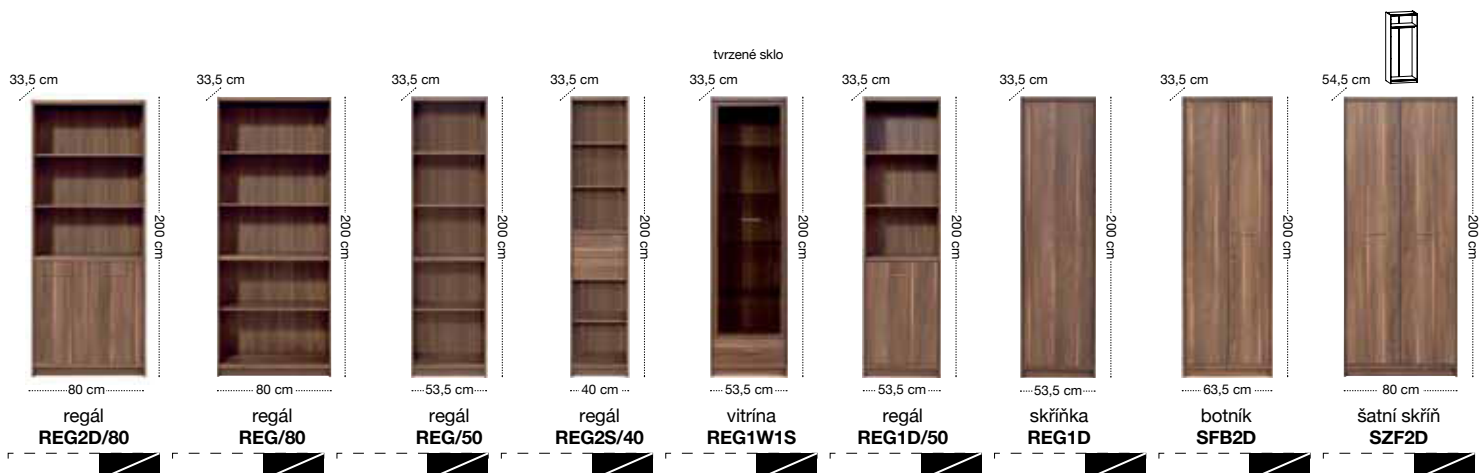 tvrzené sklo
33,5 cm
33,5 cm
33,5 cm
33,5 cm
33,5 cm
33,5 cm
33,5 cm
33,5 cm
54,5 cm
200 cm
200 cm
200 cm
200 cm
200 cm
200 cm
200 cm
200 cm
200 cm
80 cm
80 cm
53,5 cm
40 cm
53,5 cm
53,5 cm
53,5 cm
63,5 cm
80 cm
regál
REG2D/80
regál
REG/80
regál
REG/50
regál
REG2S/40
vitrína
REG1W1S
regál
REG1D/50
skříňka
REG1D
botník
SFB2D
šatní skříň
SZF2D